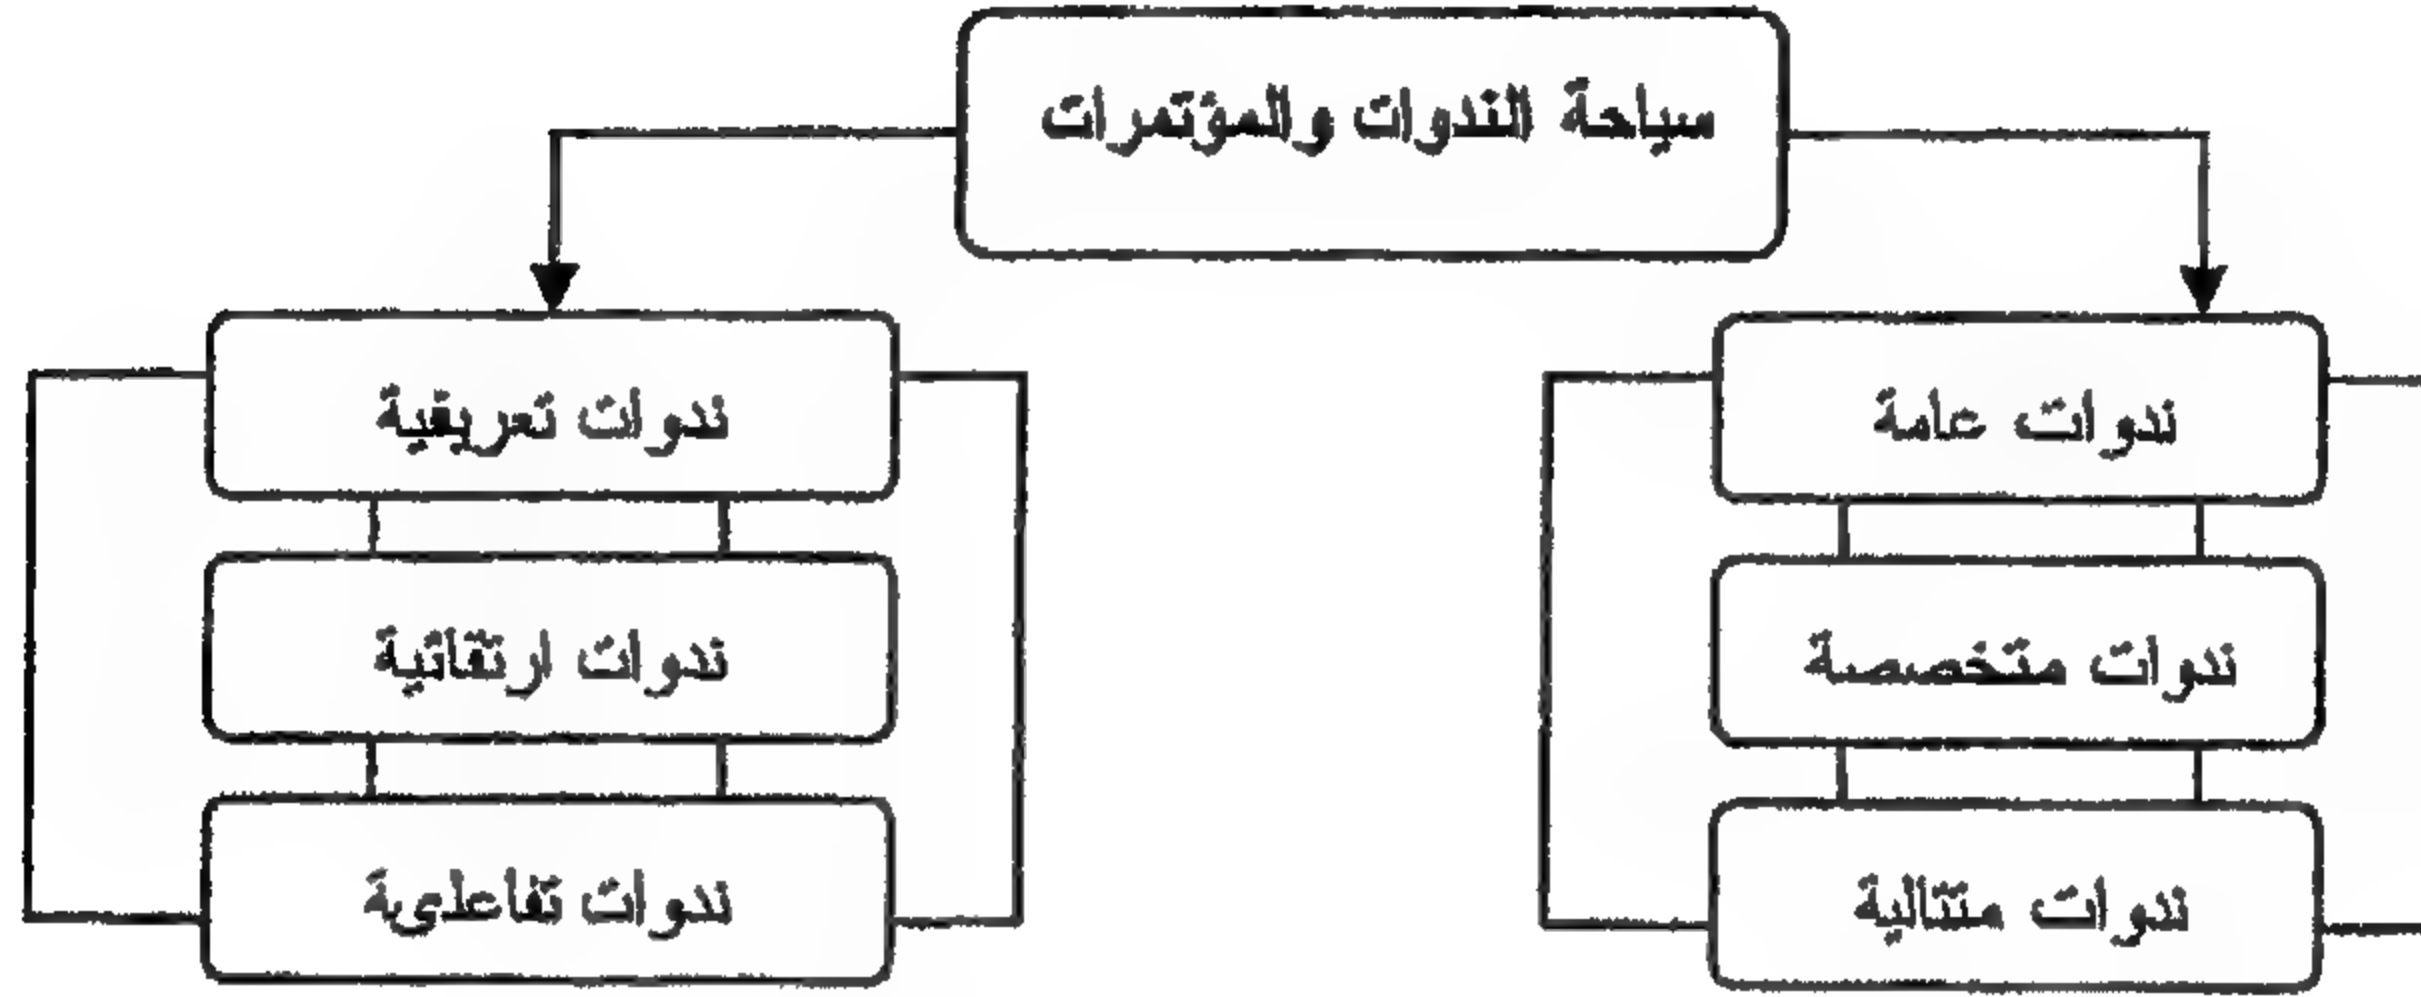 سياحة الندوات والمؤتمرات
ندوات عامة
ندوات متخصصة
ندوات متتالية
ندوات تعريفية
ندوات ارتقائية
ندوات تفاعلية